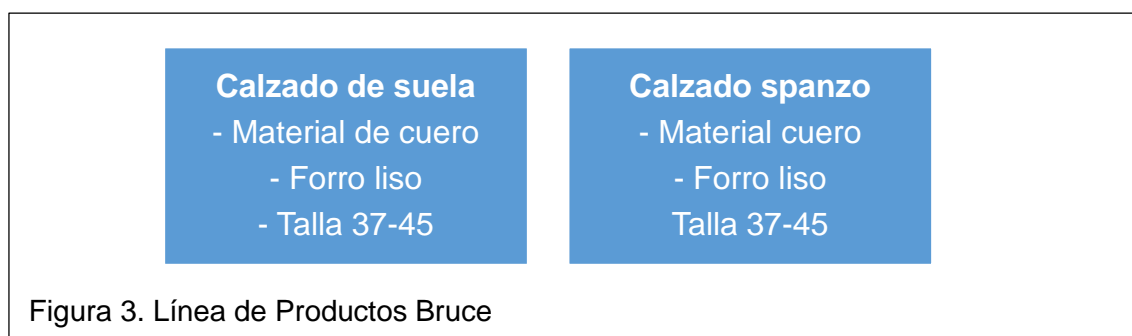 Calzado de suela
- Material de cuero
- Forro liso
- Talla 37-45
Calzado spanzo
- Material cuero
- Forro liso
Talla 37-45
Figura 3. Línea de Productos Bruce